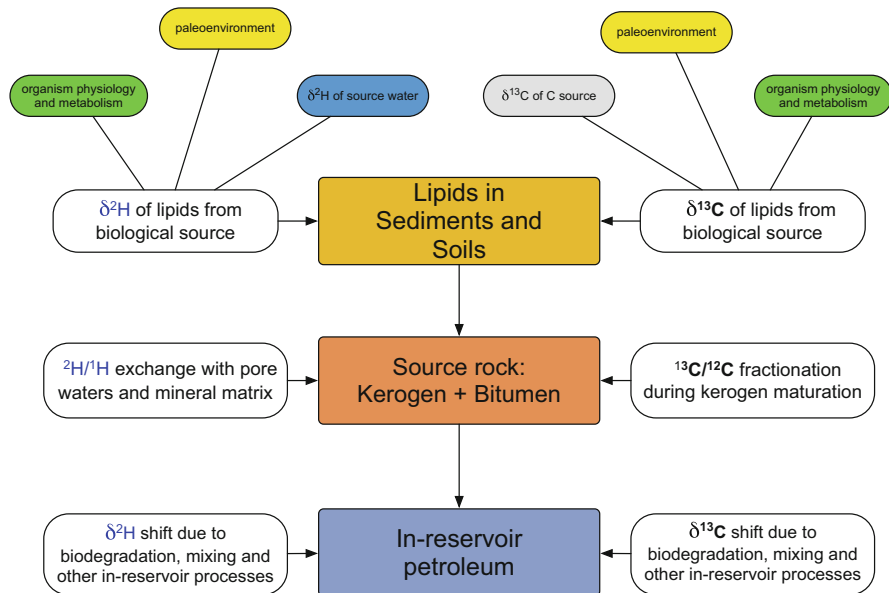 paleoenvironment
paleoenvironment
organism physiology
and metabolism
δ²H of source water
δ¹³C of C source
organism physiology
and metabolism
δ²H of lipids from
biological source
Lipids in
Sediments and
Soils
δ¹³C of lipids from
biological source
²H/¹H exchange with pore
waters and mineral matrix
Source rock:
Kerogen + Bitumen
¹³C/¹²C fractionation
during kerogen maturation
δ²H shift due to
biodegradation, mixing and
other in-reservoir processes
In-reservoir
petroleum
δ¹³C shift due to
biodegradation, mixing and
other in-reservoir processes